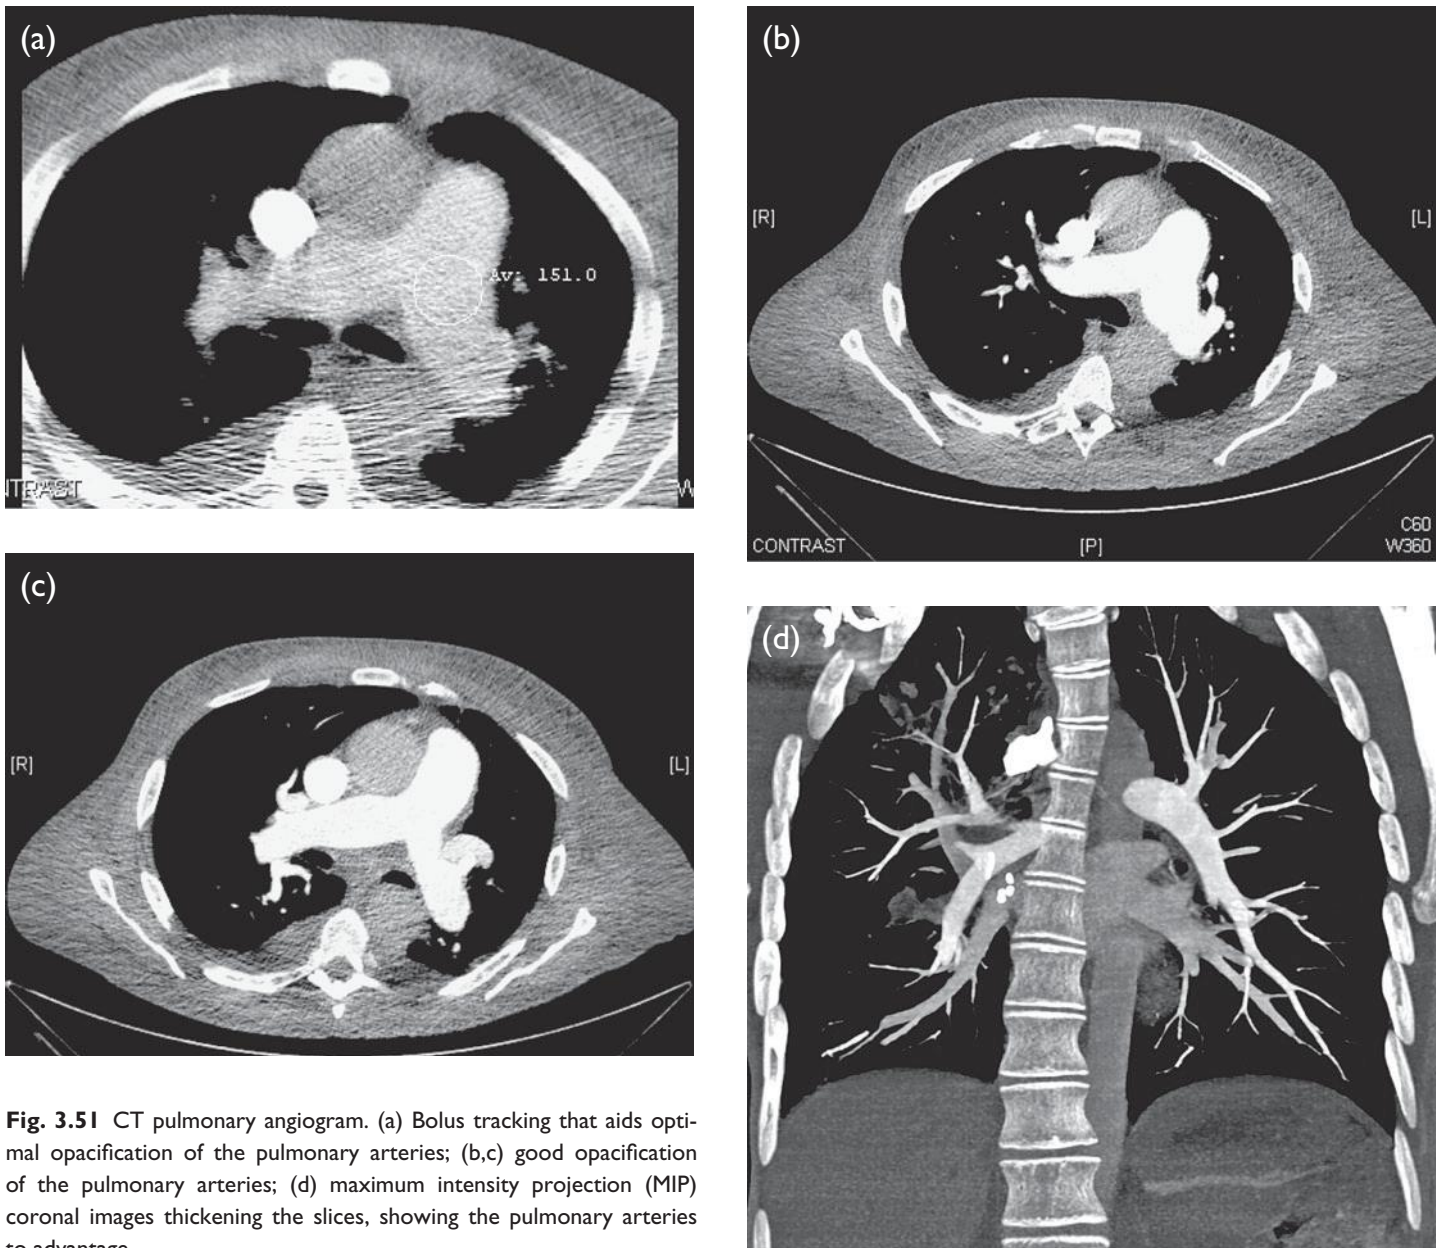 (a)
Av: 151.0
NTRAST
W
(b)
[R]
[L]
CONTRAST
[P]
C60
W360
(c)
[R]
[L]
(d)
Fig. 3.51 CT pulmonary angiogram. (a) Bolus tracking that aids opti-
mal opacification of the pulmonary arteries; (b,c) good opacification
of the pulmonary arteries; (d) maximum intensity projection (MIP)
coronal images thickening the slices, showing the pulmonary arteries
to advantage